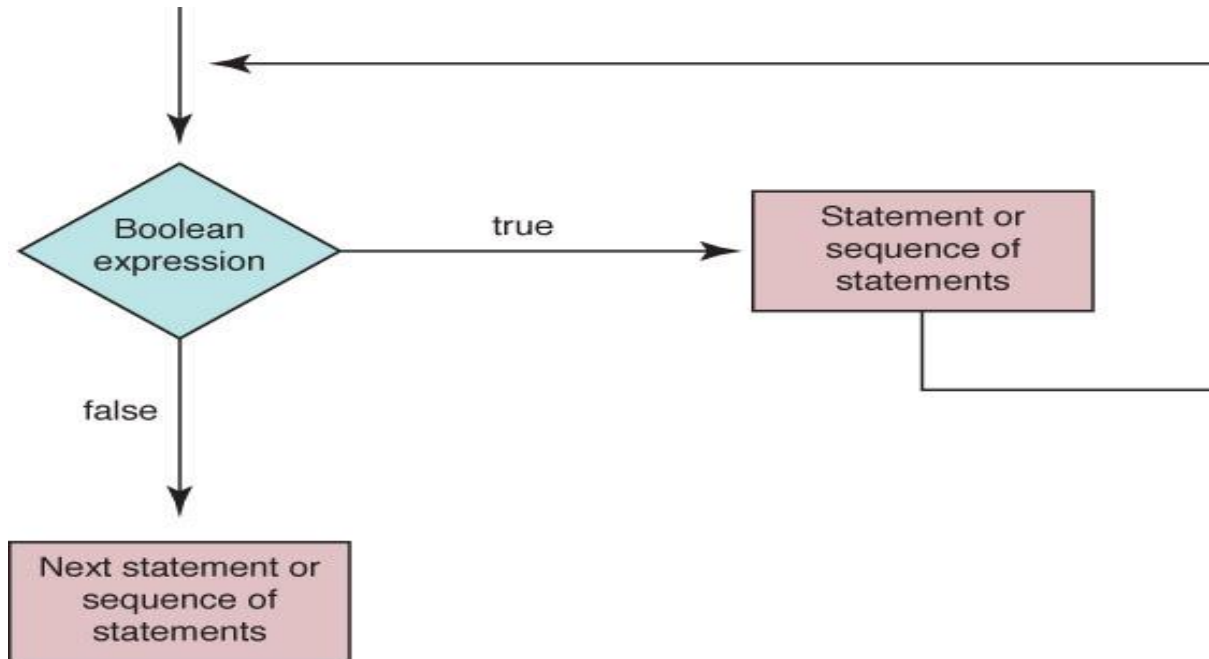 Boolean
expression
true
Statement or
sequence of
statements
false
Next statement or
sequence of
statements